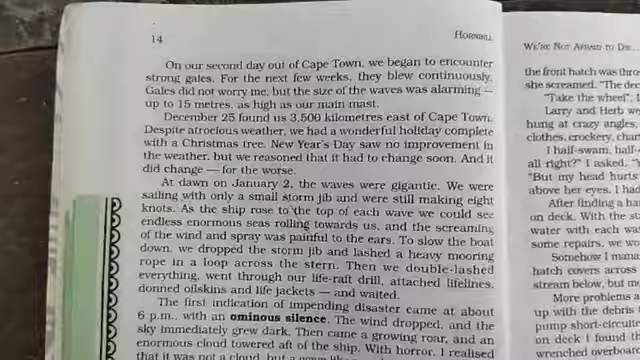 14
HORNBILL
On our second day out of Cape Town, we began to encounter
strong gales. For the next few weeks, they blew continuously.
Gales did not worry me, but the size of the waves was alarming —
up to 15 metres, as high as our main mast.
December 25 found us 3,500 kilometres east of Cape Town.
Despite atrocious weather, we had a wonderful holiday complete
with a Christmas tree. New Year's Day saw no improvement in
the weather, but we reasoned that it had to change soon. And it
did change — for the worse.
At dawn on January 2, the waves were gigantic. We were
sailing with only a small storm jib and were still making eight
knots. As the ship rose to the top of each wave we could see
endless enormous seas rolling towards us, and the screaming
of the wind and spray was painful to the ears. To slow the boat
down, we dropped the storm jib and lashed a heavy mooring
rope in a loop across the stern. Then we double-lashed
everything, went through our life-raft drill, attached lifelines,
donned oilskins and life jackets — and waited.
The first indication of impending disaster came at about
6 p.m., with an ominous silence. The wind dropped, and the
sky immediately grew dark. Then came a growing roar, and an
enormous cloud towered aft of the ship. With horror, I realised
that it was not a cloud, but a wave
WE'RE NOT AFRAID TO DIE...
the front hatch was
she screamed. "The
"Take the wheel",
Larry and Herb
hung at crazy angles,
clothes, crockery,
I half-swam,
all right?" I asked.
"But my head hurts
above her eyes. I had
After finding a
on deck. With the
water with each
some repairs, we
Somehow I
hatch covers across
stream below, but
More problems
up with the debris
pump
on deck I found
wrenched overboard